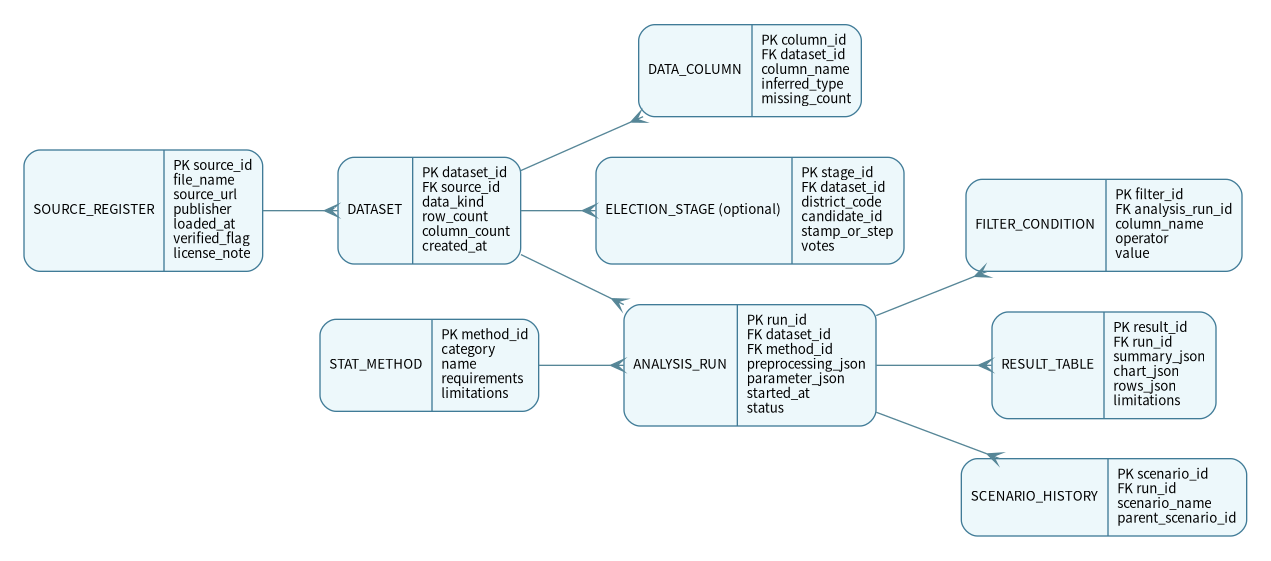 DATA_COLUMN
PK column_id
FK dataset_id
column_name
inferred_type
missing_count
SOURCE_REGISTER
PK source_id
file_name
source_url
publisher
loaded_at
verified_flag
license_note
DATASET
PK dataset_id
FK source_id
data_kind
row_count
column_count
created_at
ELECTION_STAGE (optional)
PK stage_id
FK dataset_id
district_code
candidate_id
stamp_or_step
votes
FILTER_CONDITION
PK filter_id
FK analysis_run_id
column_name
operator
value
STAT_METHOD
PK method_id
category
name
requirements
limitations
ANALYSIS_RUN
PK run_id
FK dataset_id
FK method_id
preprocessing_json
parameter_json
started_at
status
RESULT_TABLE
PK result_id
FK run_id
summary_json
chart_json
rows_json
limitations
SCENARIO_HISTORY
PK scenario_id
FK run_id
scenario_name
parent_scenario_id